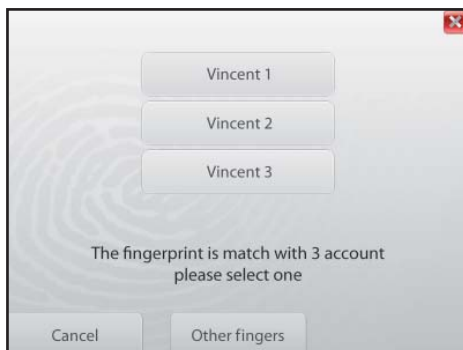 Vincent 1
Vincent 2
Vincent 3
The fingerprint is match with 3 account
please select one
Cancel
Other fingers